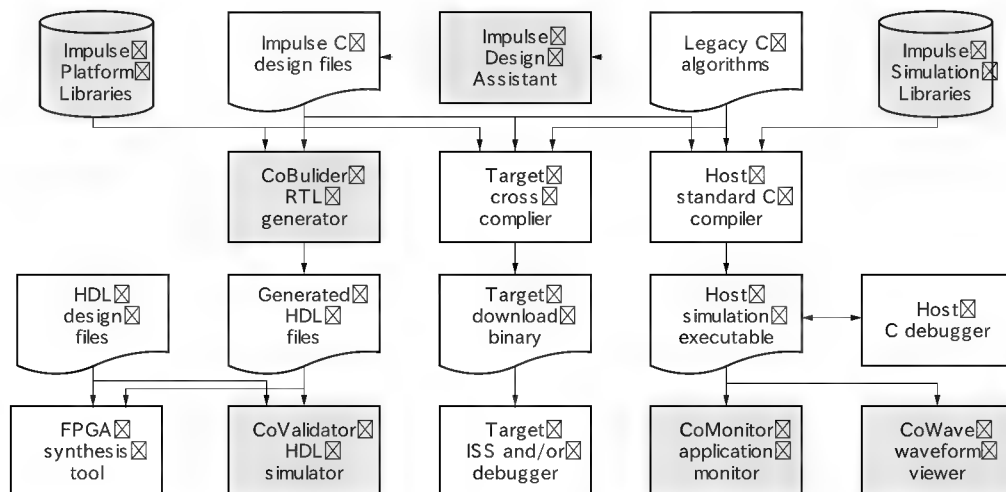 Impulse
Platform
Libraries
Impulse C
design files
Impulse
Design
Assistant
Legacy C
algorithms
Impulse
Simulation
Libraries
CoBulider
RTL
generator
Target
cross
complier
Host
standard C
compiler
HDL
design
files
Generated
HDL
files
Target
download
binary
Host
simulation
executable
Host
C debugger
FPGA
synthesis
tool
CoValidator
HDL
simulator
Target
ISS and/or
debugger
CoMonitor
application
monitor
CoWave
waveform
viewer